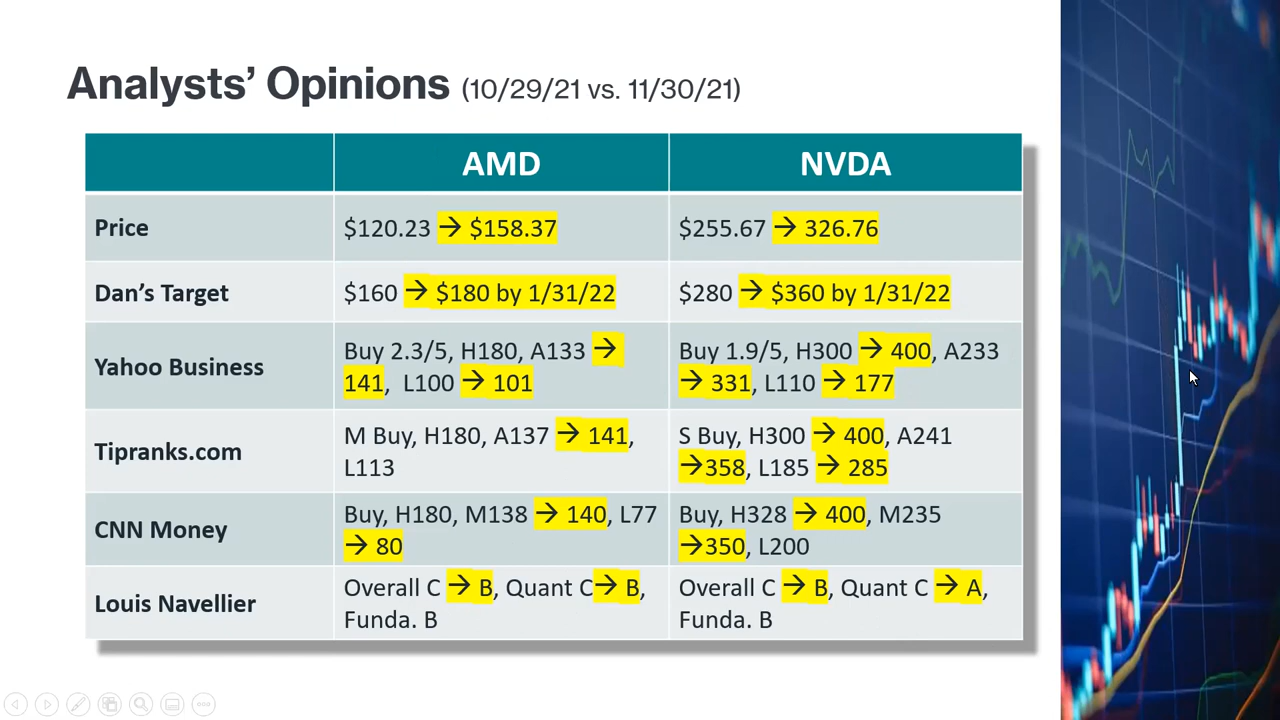 Analysts' Opinions (10/29/21 vs. 11/30/21)
AMD NVDA
Price $120.23 → $158.37 $255.67 → 326.76
Dan's Target $160 → $180 by 1/31/22 $280 → $360 by 1/31/22
Yahoo Business
Buy 2.3/5, H180, A133 →
141, L100 → 101
Buy 1.9/5, H300 → 400, A233
→ 331, L110 → 177
Tipranks.com
M Buy, H180, A137 → 141,
L113
S Buy, H300 → 400, A241
→358, L185 → 285
CNN Money
Buy, H180, M138 → 140, L77
→ 80
Buy, H328 → 400, M235
→350, L200
Louis Navellier
Overall C → B, Quant C→ B,
Funda. B
Overall C → B, Quant C → A,
Funda. B